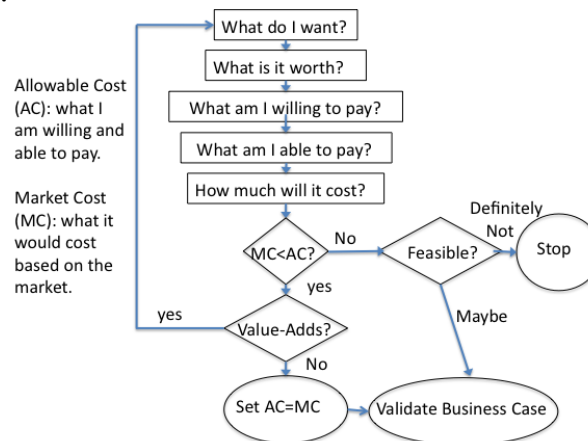 What do I want?
What is it worth?
What am I willing to pay?
What am I able to pay?
How much will it cost?
Allowable Cost
(AC): what I
am willing and
able to pay.
Market Cost
(MC): what it
would cost
based on the
market.
MC<AC?
No
Feasible?
Definitely
Not
Stop
yes
Maybe
Value-Adds?
yes
No
Set AC=MC
Validate Business Case